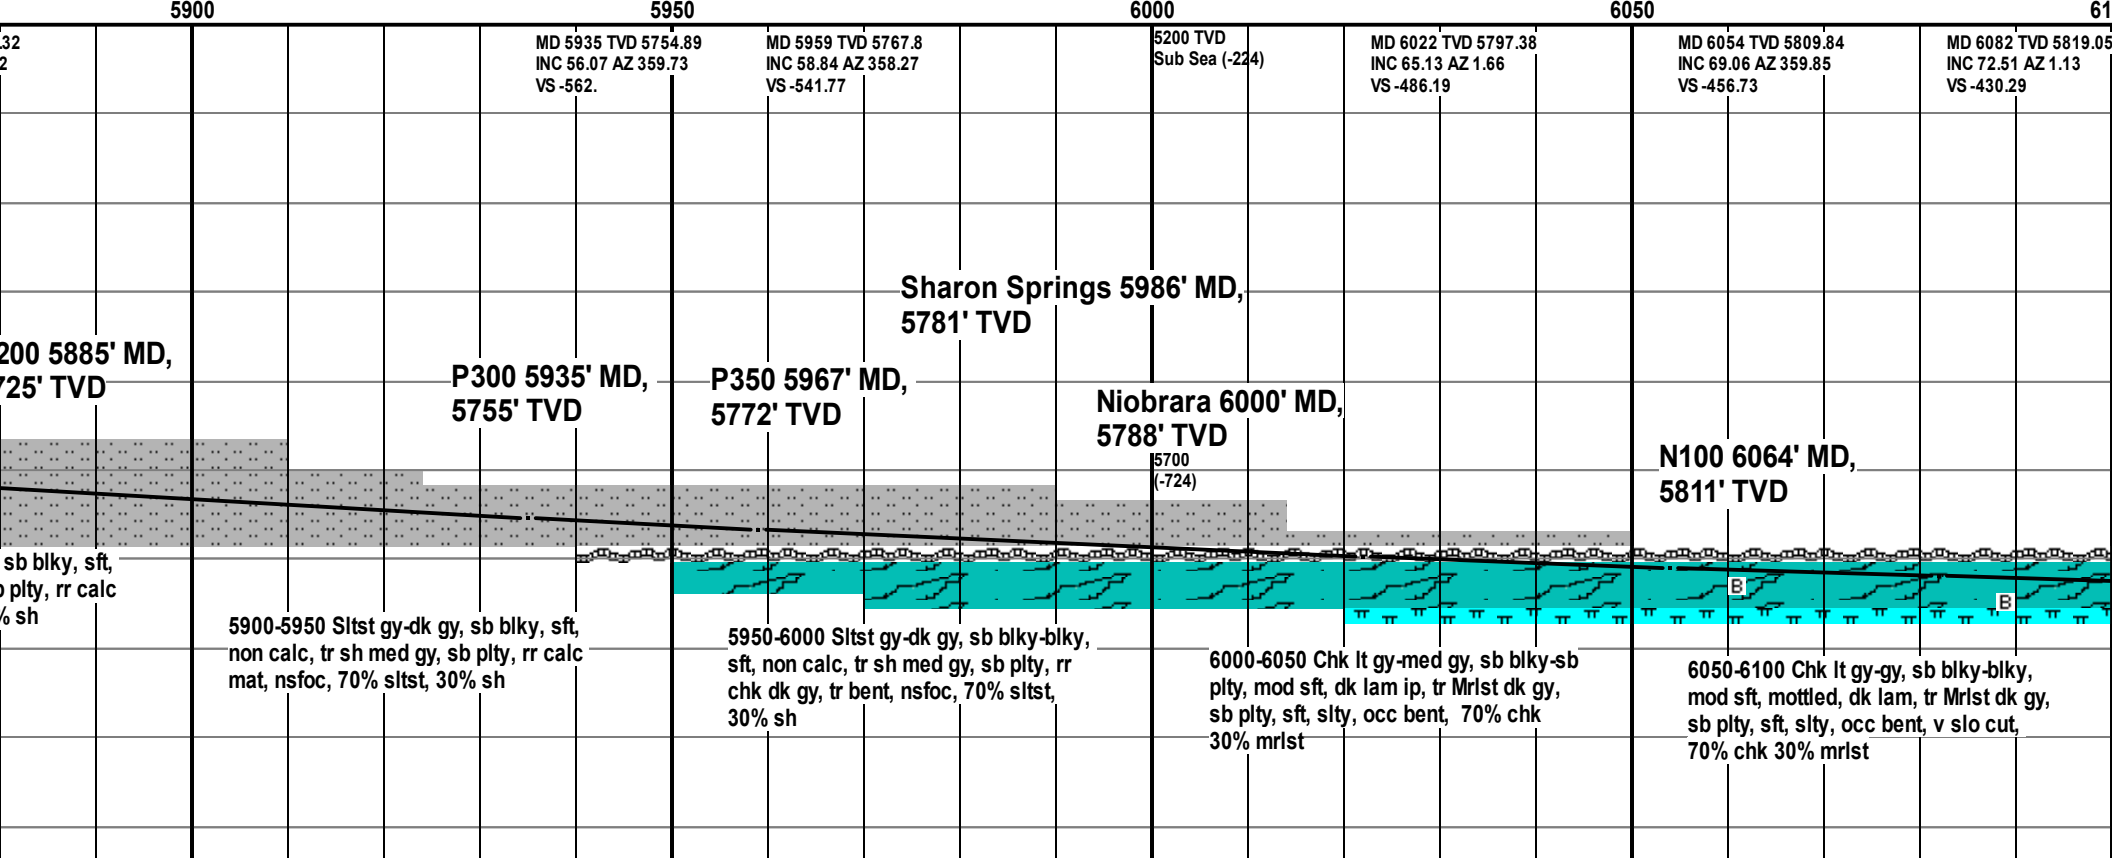 5900
5950
6000
6050
61
.32
2
MD 5935 TVD 5754.89
INC 56.07 AZ 359.73
VS -562.
MD 5959 TVD 5767.8
INC 58.84 AZ 358.27
VS -541.77
5200 TVD
Sub Sea (-224)
MD 6022 TVD 5797.38
INC 65.13 AZ 1.66
VS -486.19
MD 6054 TVD 5809.84
INC 69.06 AZ 359.85
VS -456.73
MD 6082 TVD 5819.05
INC 72.51 AZ 1.13
VS -430.29
200 5885' MD,
725' TVD
P300 5935' MD,
5755' TVD
P350 5967' MD,
5772' TVD
Sharon Springs 5986' MD,
5781' TVD
Niobrara 6000' MD,
5788' TVD
5700
(-724)
N100 6064' MD,
5811' TVD
B
B
sb blky, sft,
plty, rr calc
% sh
5900-5950 Sltst gy-dk gy, sb blky, sft,
non calc, tr sh med gy, sb plty, rr calc
mat, nsfoc, 70% sltst, 30% sh
5950-6000 Sltst gy-dk gy, sb blky-blky,
sft, non calc, tr sh med gy, sb plty, rr
chk dk gy, tr bent, nsfoc, 70% sltst,
30% sh
6000-6050 Chk lt gy-med gy, sb blky-sb
plty, mod sft, dk lam ip, tr Mrlst dk gy,
sb plty, sft, slty, occ bent, 70% chk
30% mrlst
6050-6100 Chk lt gy-gy, sb blky-blky,
mod sft, mottled, dk lam, tr Mrlst dk gy,
sb plty, sft, slty, occ bent, v slo cut,
70% chk 30% mrlst